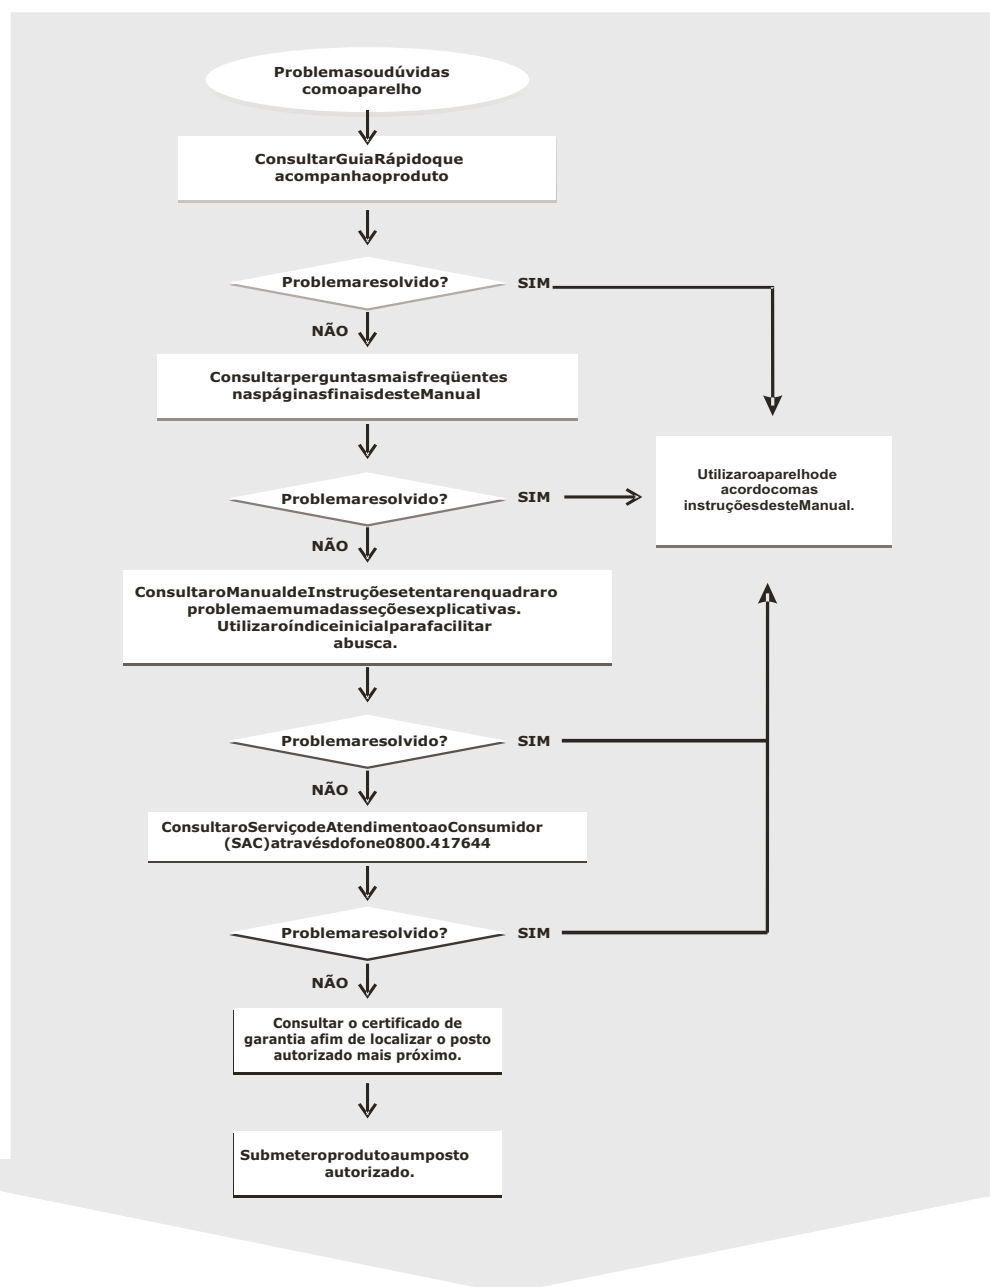 Problemasoudúvidas
comoaparelho
ConsultarGuiaRápidoque
acompanhaoproduto
Problemaresolvido?
SIM
NÃO
Consultarperguntasmaisfreqüentes
naspáginasfinaisdesteManual
Utilizaroaparelhode
acordocomas
instruçõesdesteManual.
Problemaresolvido?
SIM
NÃO
ConsultaroManualdeInstruçõesetentarenquadraro
problemaemumadasseçõesexplicativas.
Utilizaroíndiceinicialparafacilitar
abusca.
Problemaresolvido?
SIM
NÃO
ConsultaroServiçodeAtendimentoaoConsumidor
(SAC)atravésdofone0800.417644
Problemaresolvido?
SIM
NÃO
Consultar o certificado de
garantia afim de localizar o posto
autorizado mais próximo.
Submeteroprodutoaumposto
autorizado.